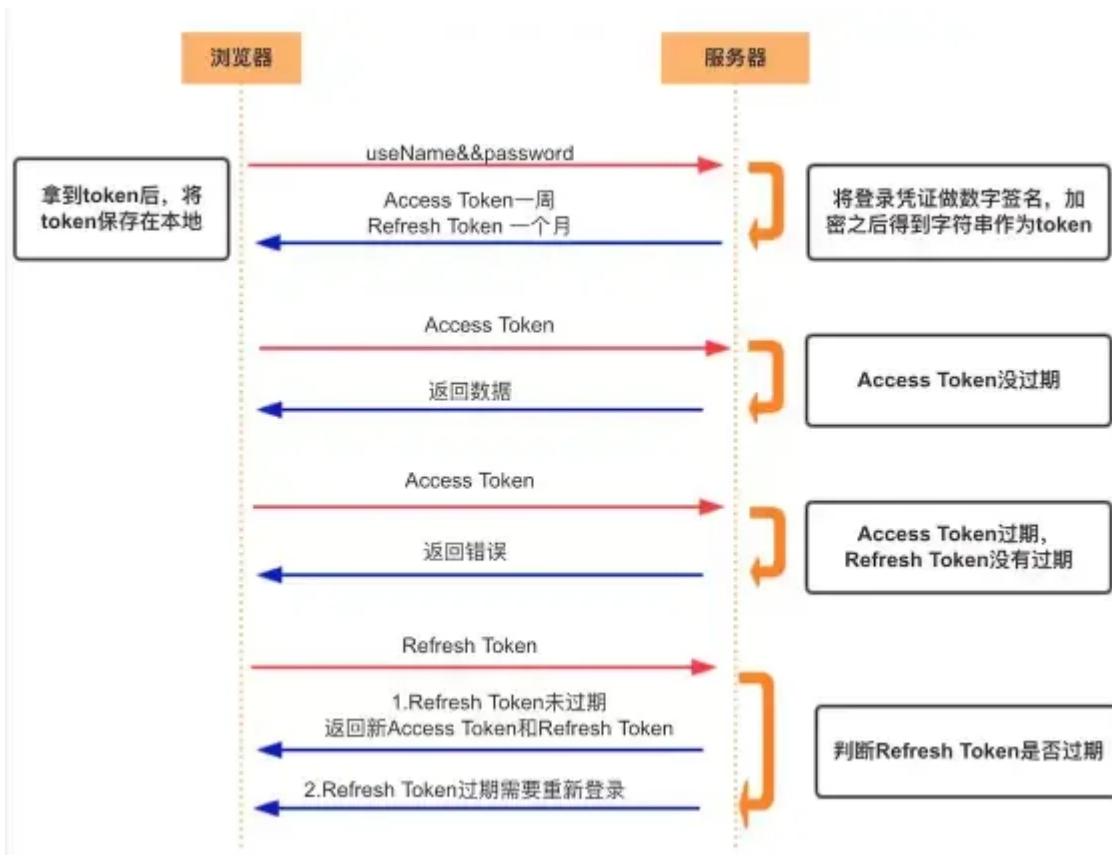 浏览器
服务器
useName&&password
拿到token后，将
token保存在本地
Access Token一周
Refresh Token 一个月
将登录凭证做数字签名，加
密之后得到字符串作为token
Access Token
Access Token没过期
返回数据
Access Token
Access Token过期，
Refresh Token没有过期
返回错误
Refresh Token
1.Refresh Token未过期
返回新Access Token和Refresh Token
判断Refresh Token是否过期
2.Refresh Token过期需要重新登录